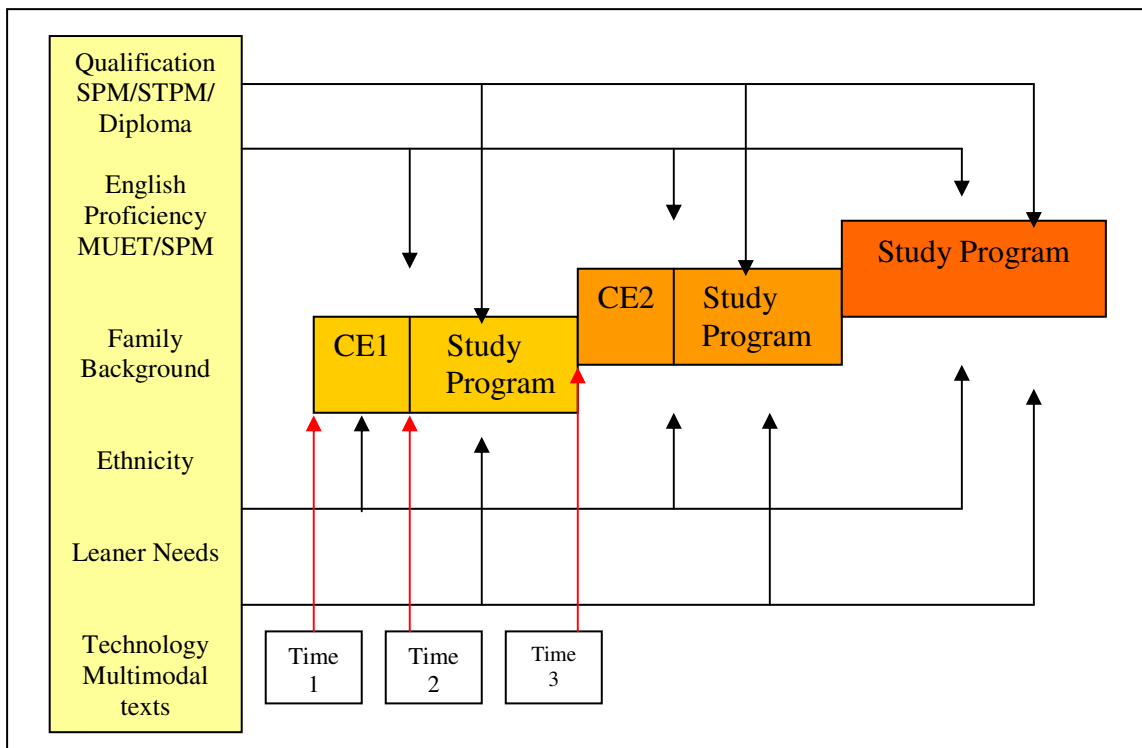 Qualification
SPM/STPM/
Diploma
English
Proficiency
MUET/SPM
Family
Background
Ethnicity
Leaner Needs
Technology
Multimodal
texts
CE1
Study
Program
CE2
Study
Program
Study Program
Time
1
Time
2
Time
3